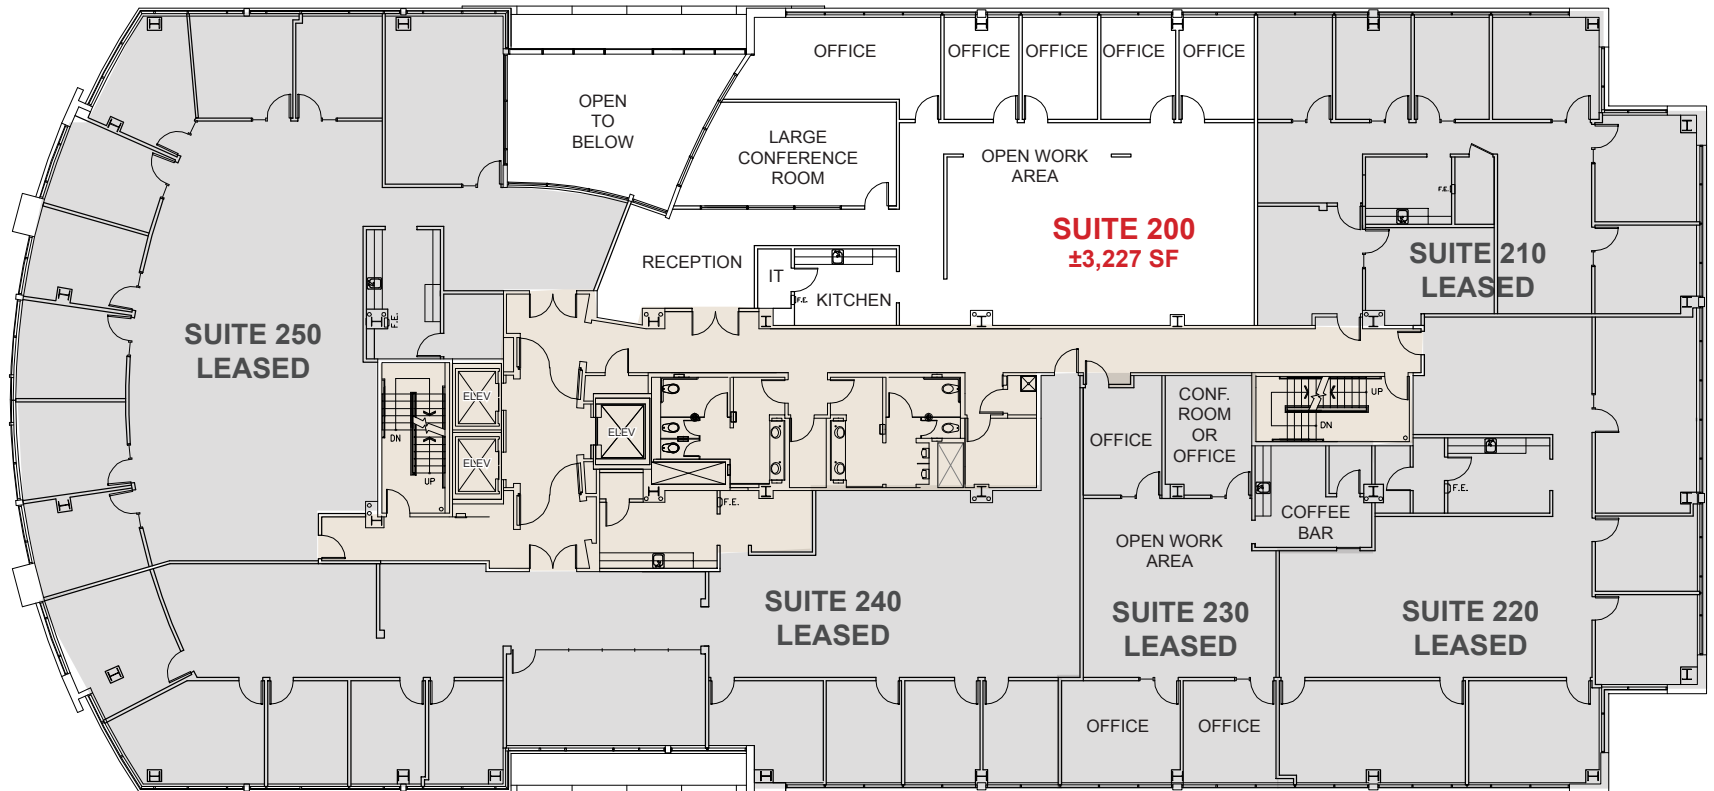 OFFICE
OFFICE
OFFICE
OFFICE
OFFICE
OPEN
TO
BELOW
LARGE
CONFERENCE
ROOM
OPEN WORK
AREA
F.E.
SUITE 200
±3,227 SF
RECEPTION
IT
F.E.
KITCHEN
SUITE 210
LEASED
SUITE 250
LEASED
F.E.
ELEV
ELEV
ELEV
DN
UP
CONF.
ROOM
OR
OFFICE
OFFICE
UP
DN
F.E.
F.E.
COFFEE
BAR
OPEN WORK
AREA
SUITE 240
LEASED
SUITE 230
LEASED
SUITE 220
LEASED
OFFICE
OFFICE